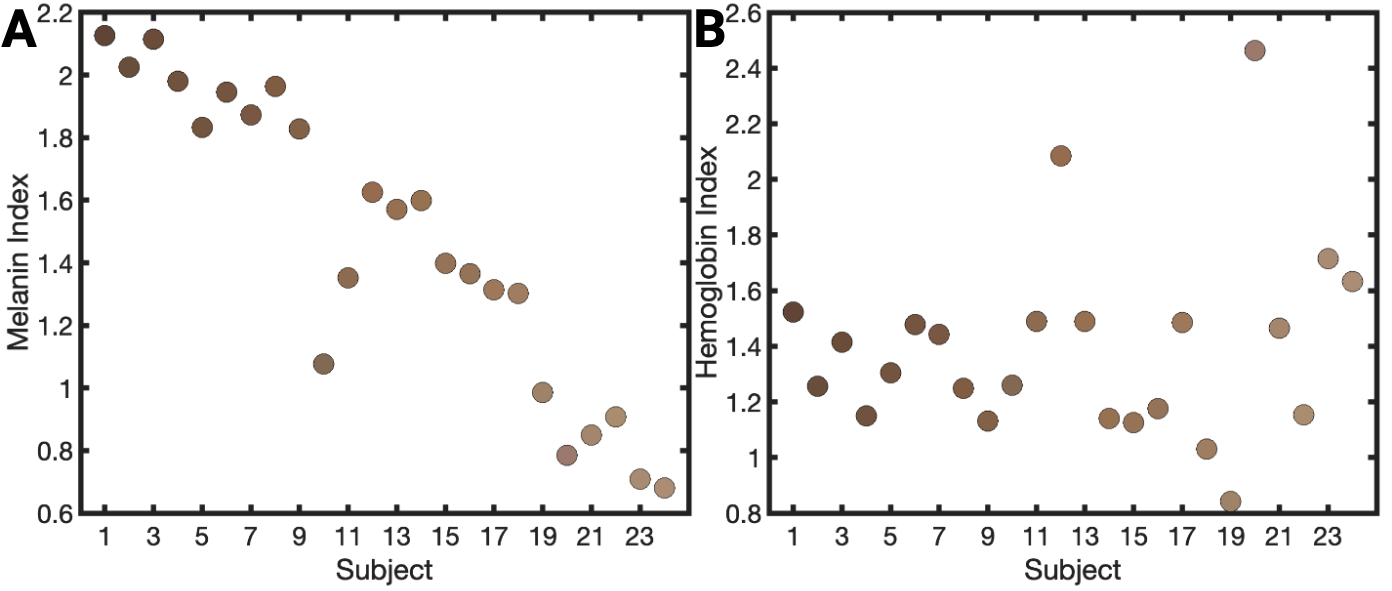 A
Melanin Index
2.2
2
1.8
1.6
1.4
1.2
1
0.8
0.6
1 3 5 7 9 11 13 15 17 19 21 23
Subject
B
Hemoglobin Index
2.6
2.4
2.2
2
1.8
1.6
1.4
1.2
1
0.8
1 3 5 7 9 11 13 15 17 19 21 23
Subject